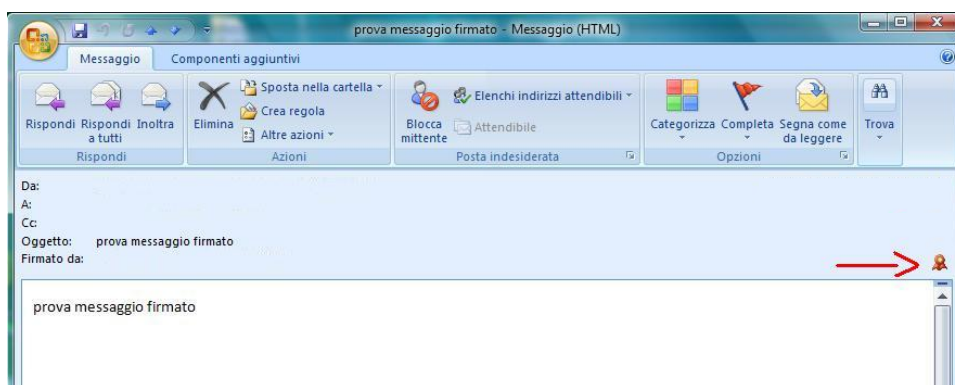 prova messaggio firmato - Messaggio (HTML)
Messaggio Componenti aggiuntivi
Rispondi Rispondi a tutti Inoltra
Rispondi
Elimina
Sposta nella cartella
Crea regola
Altre azioni
Azioni
Blocca mittente
Elenchi indirizzi attendibili
Attendibile
Posta indesiderata
Categorizza Completa Segna come da leggere
Opzioni
Trova
Da:
A:
Cc:
Oggetto: prova messaggio firmato
Firmato da:
prova messaggio firmato